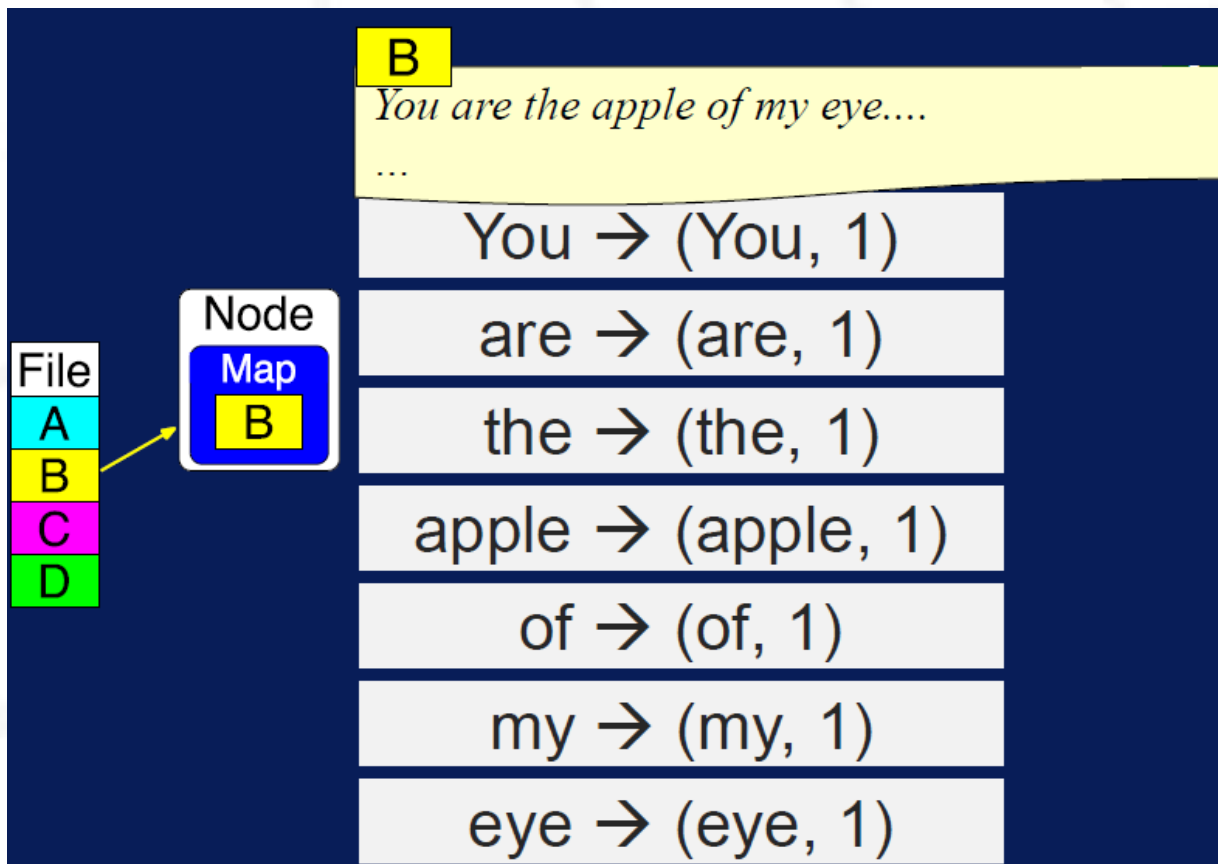 B
You are the apple of my eye....
...
You → (You, 1)
are → (are, 1)
the → (the, 1)
apple → (apple, 1)
of → (of, 1)
my → (my, 1)
eye → (eye, 1)
Node
Map
B
File
A
B
C
D